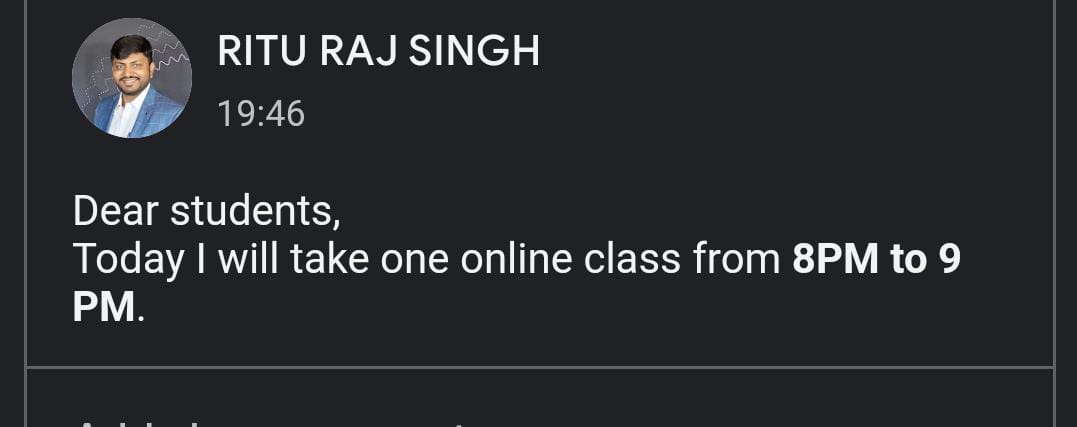 RITU RAJ SINGH
19:46
Dear students,
Today I will take one online class from 8PM to 9
PM.